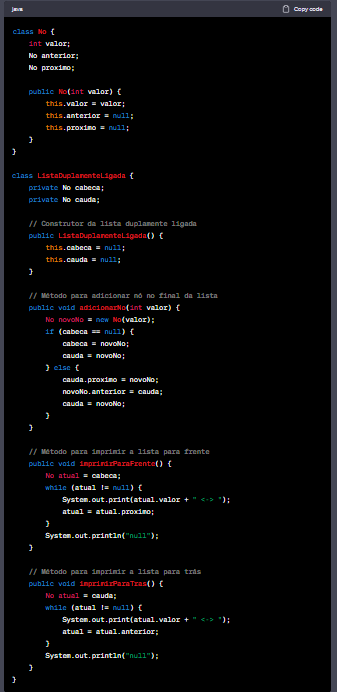 java
Copy code
class No {
    int valor;
    No anterior;
    No proximo;

    public No(int valor) {
        this.valor = valor;
        this.anterior = null;
        this.proximo = null;
    }
}

class ListaDuplamenteLigada {
    private No cabeca;
    private No cauda;

    // Construtor da lista duplamente ligada
    public ListaDuplamenteLigada() {
        this.cabeca = null;
        this.cauda = null;
    }

    // Método para adicionar nó no final da lista
    public void adicionarNo(int valor) {
        No novoNo = new No(valor);
        if (cabeca == null) {
            cabeca = novoNo;
            cauda = novoNo;
        } else {
            cauda.proximo = novoNo;
            novoNo.anterior = cauda;
            cauda = novoNo;
        }
    }

    // Método para imprimir a lista para frente
    public void imprimirParaFrente() {
        No atual = cabeca;
        while (atual != null) {
            System.out.print(atual.valor + " <-> ");
            atual = atual.proximo;
        }
        System.out.println("null");
    }

    // Método para imprimir a lista para trás
    public void imprimirParaTras() {
        No atual = cauda;
        while (atual != null) {
            System.out.print(atual.valor + " <-> ");
            atual = atual.anterior;
        }
        System.out.println("null");
    }
}